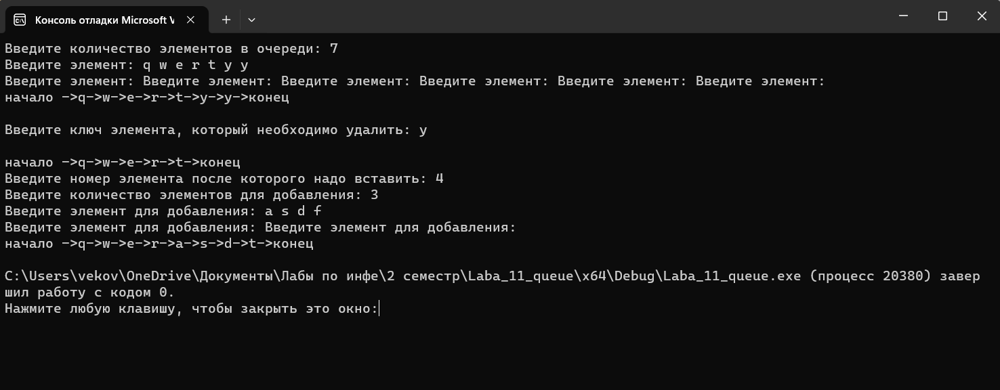 Консоль отладки Microsoft V
Введите количество элементов в очереди: 7
Введите элемент: q w e r t y y
Введите элемент: Введите элемент: Введите элемент: Введите элемент: Введите элемент: Введите элемент:
начало ->q->w->e->r->t->y->y->конец
Введите ключ элемента, который необходимо удалить: y
начало ->q->w->e->r->t->конец
Введите номер элемента после которого надо вставить: 4
Введите количество элементов для добавления: 3
Введите элемент для добавления: a s d f
Введите элемент для добавления: Введите элемент для добавления:
начало ->q->w->e->r->a->s->d->t->конец
C:\Users\vekov\OneDrive\Документы\Лабы по инфе\2 семестр\Laba_11_queue\x64\Debug\Laba_11_queue.exe (процесс 20380) завер
шил работу с кодом 0.
Нажмите любую клавишу, чтобы закрыть это окно: